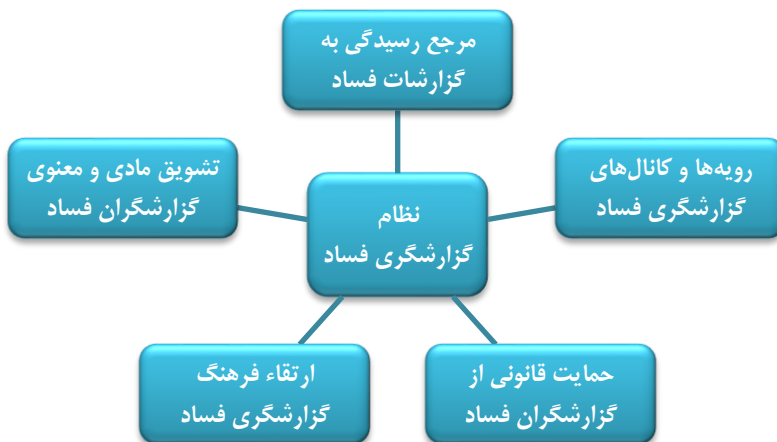 مرجع رسیدگی به
گزارشات فساد
رویه‌ها و کانال‌های
گزارشگری فساد
تشویق مادی و معنوی
گزارشگران فساد
نظام
گزارشگری فساد
حمایت قانونی از
گزارشگران فساد
ارتقاء فرهنگ
گزارشگری فساد